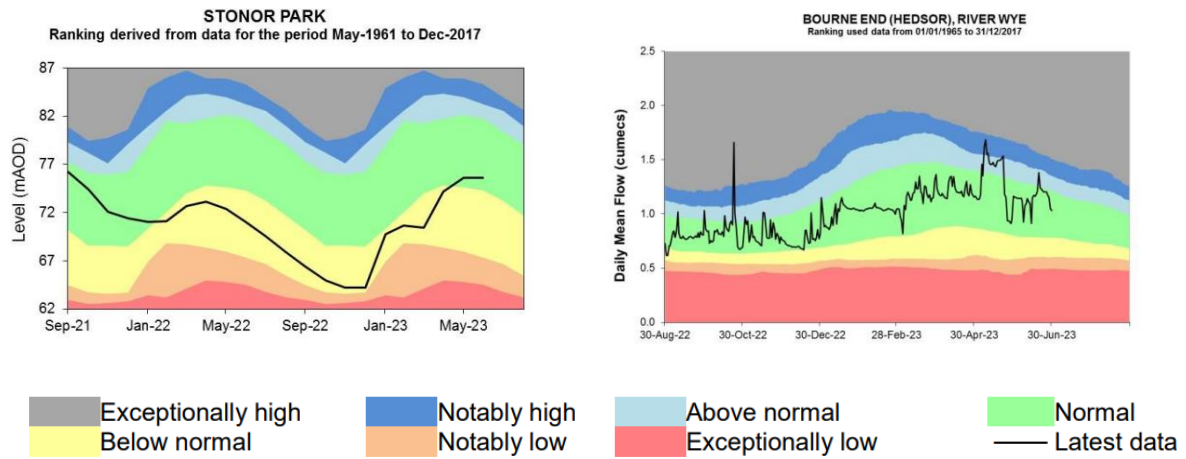 STONOR PARK
Ranking derived from data for the period May-1961 to Dec-2017
87
82
77
72
67
62
Level (mAOD)
Sep-21 Jan-22 May-22 Sep-22 Jan-23 May-23
BOURNE END (HEDSOR), RIVER WYE
Ranking used data from 01/01/1965 to 31/12/2017
2.5
2.0
1.5
1.0
0.5
0.0
Daily Mean Flow (cumecs)
30-Aug-22 30-Oct-22 30-Dec-22 28-Feb-23 30-Apr-23 30-Jun-23
Exceptionally high Notably high Above normal Normal
Below normal Notably low Exceptionally low Latest data